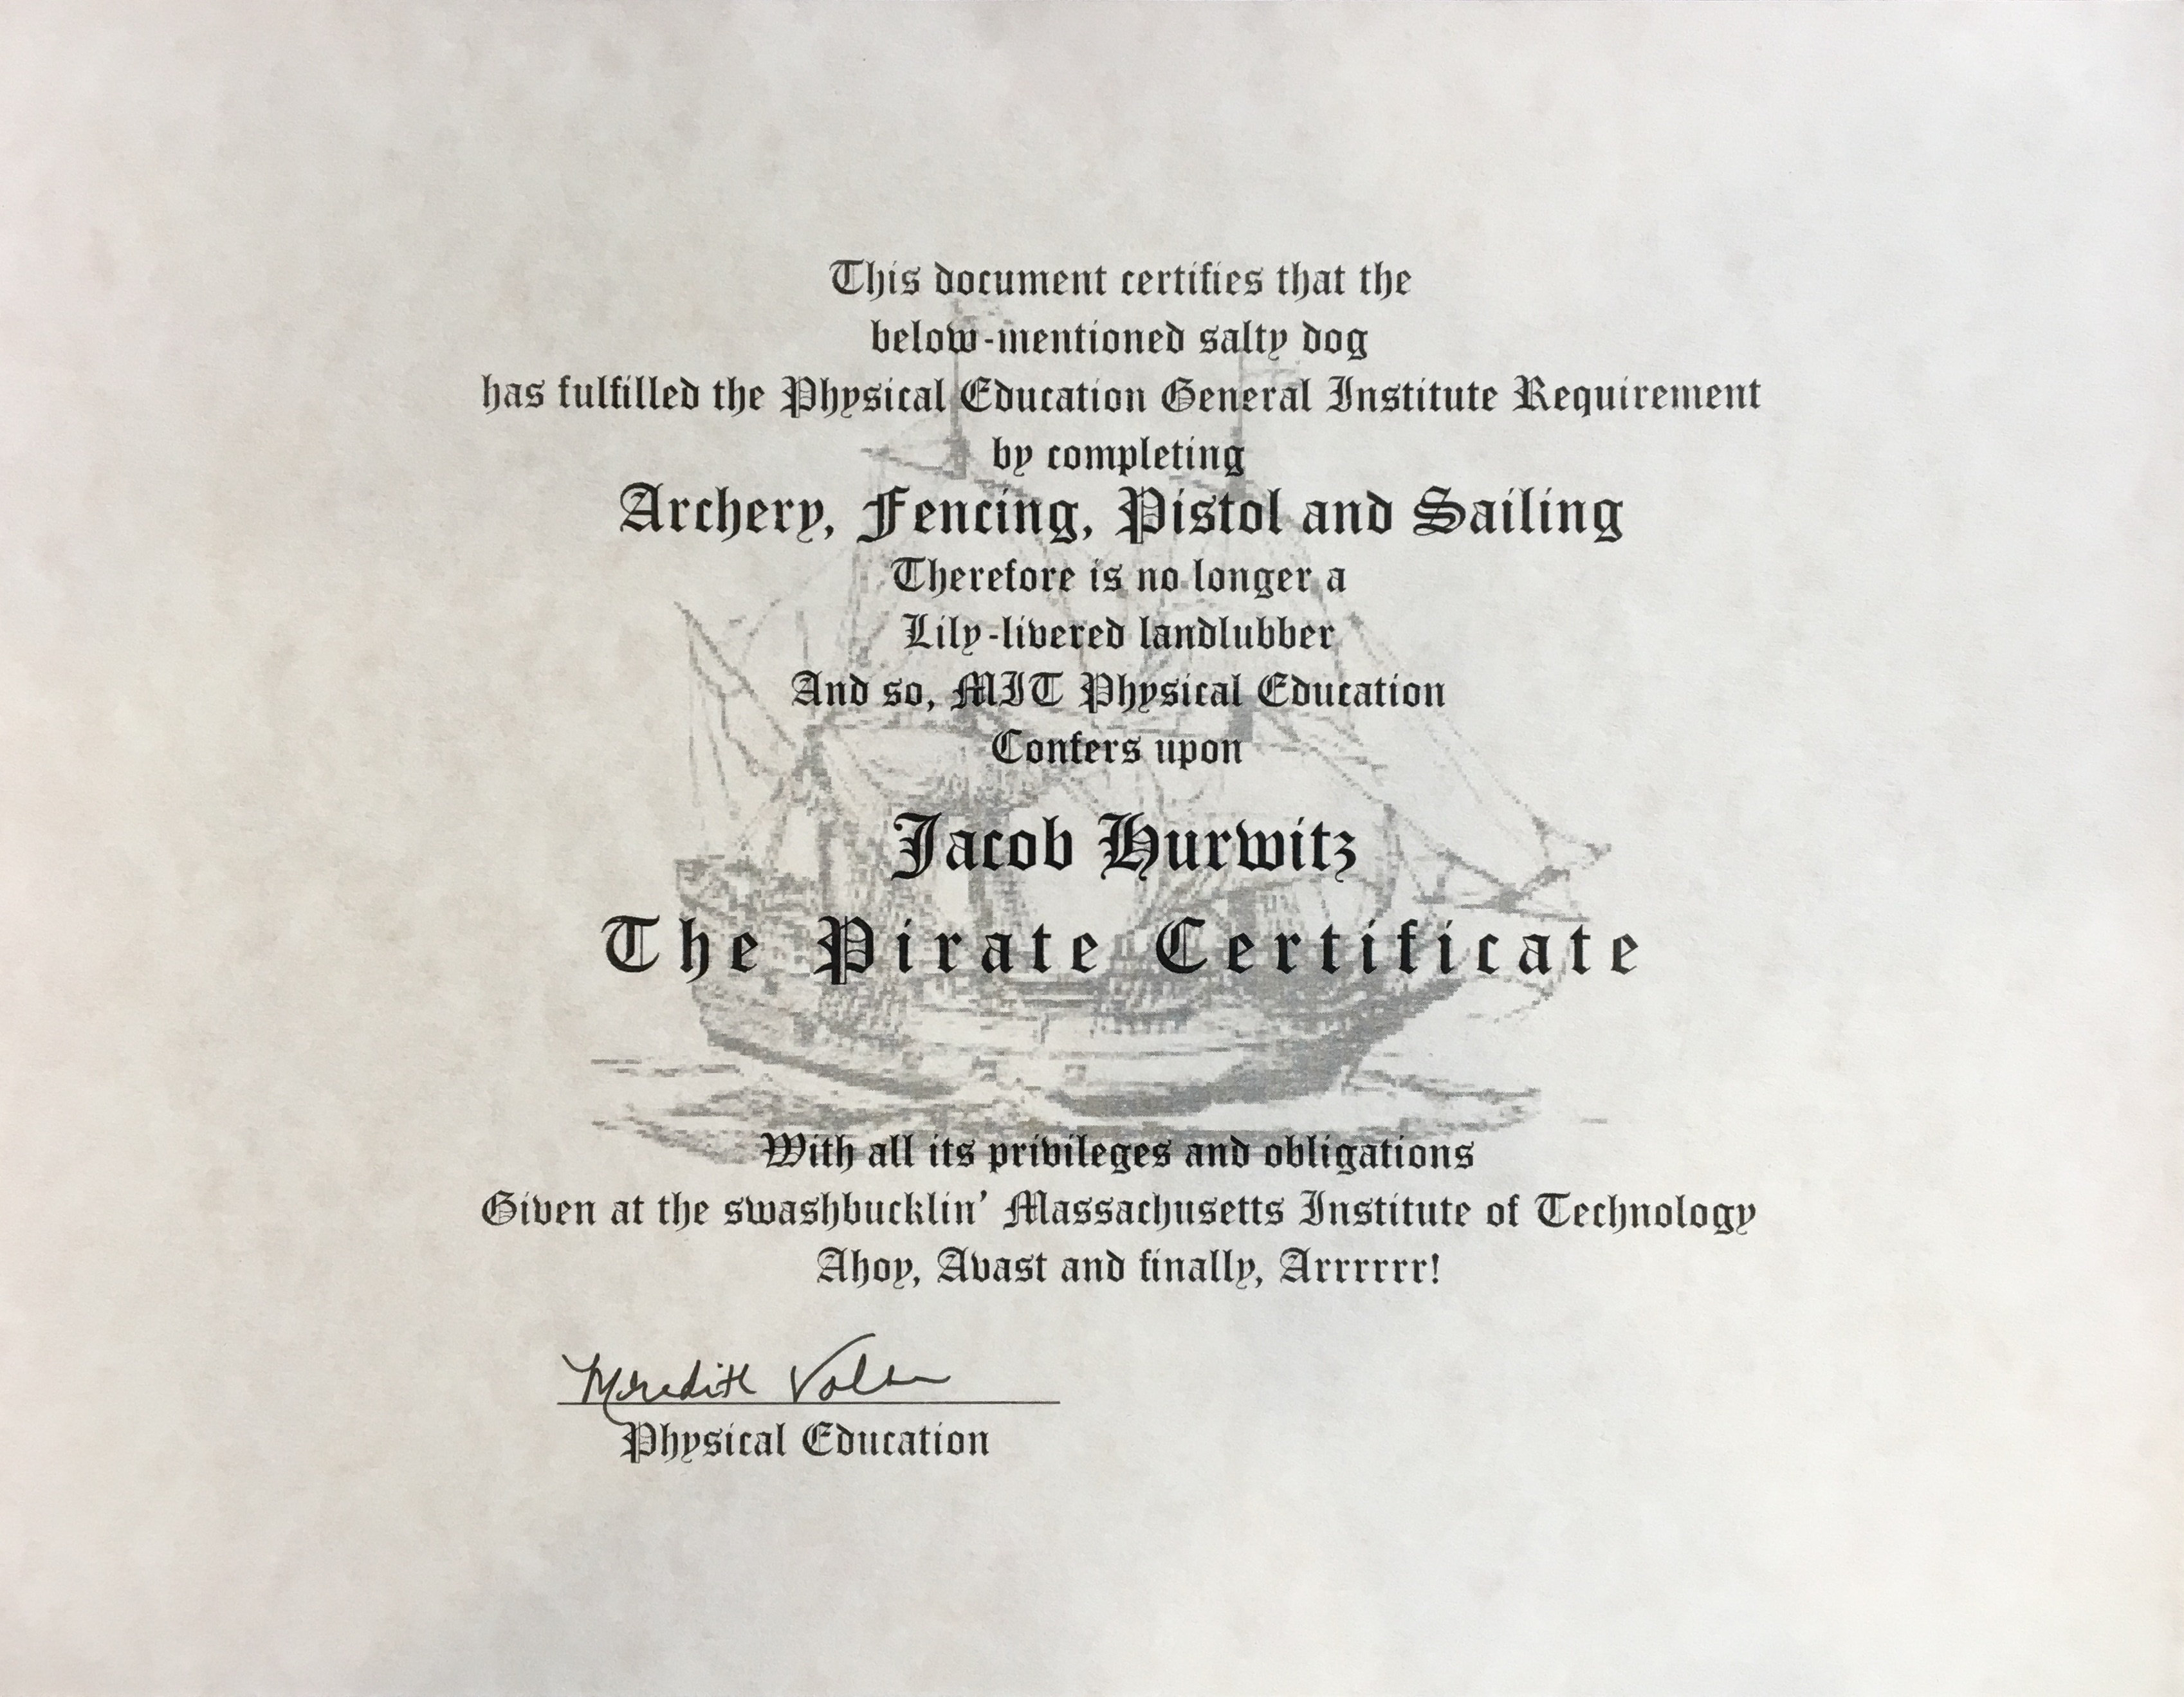 This document certifies that the
below-mentioned salty dog
has fulfilled the Physical Education General Institute Requirement
by completing
Archery, Fencing, Pistol and Sailing
Therefore is no longer a
Lily-livered landlubber
And so, MIT Physical Education
Confers upon
Jacob Hurwitz
The Pirate Certificate
With all its privileges and obligations
Given at the swashbucklin' Massachusetts Institute of Technology
Ahoy, Avast and finally, Arrrrrr!
Meredith
Physical Education